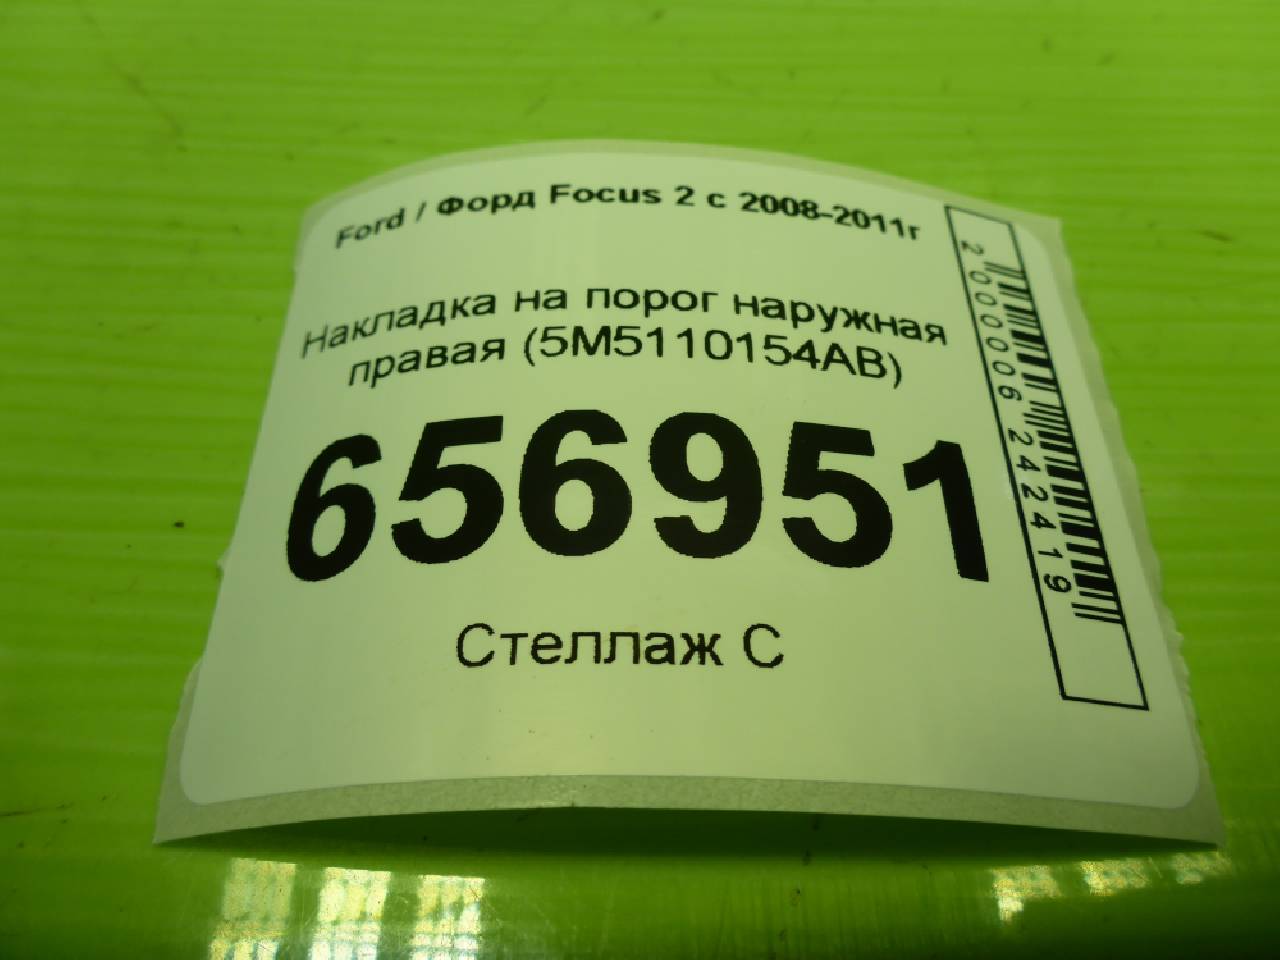 Ford / Форд Focus 2 с 2008-2011г
Накладка на порог наружная
правая (5M5110154AB)
656951
Стеллаж С
2000006242419